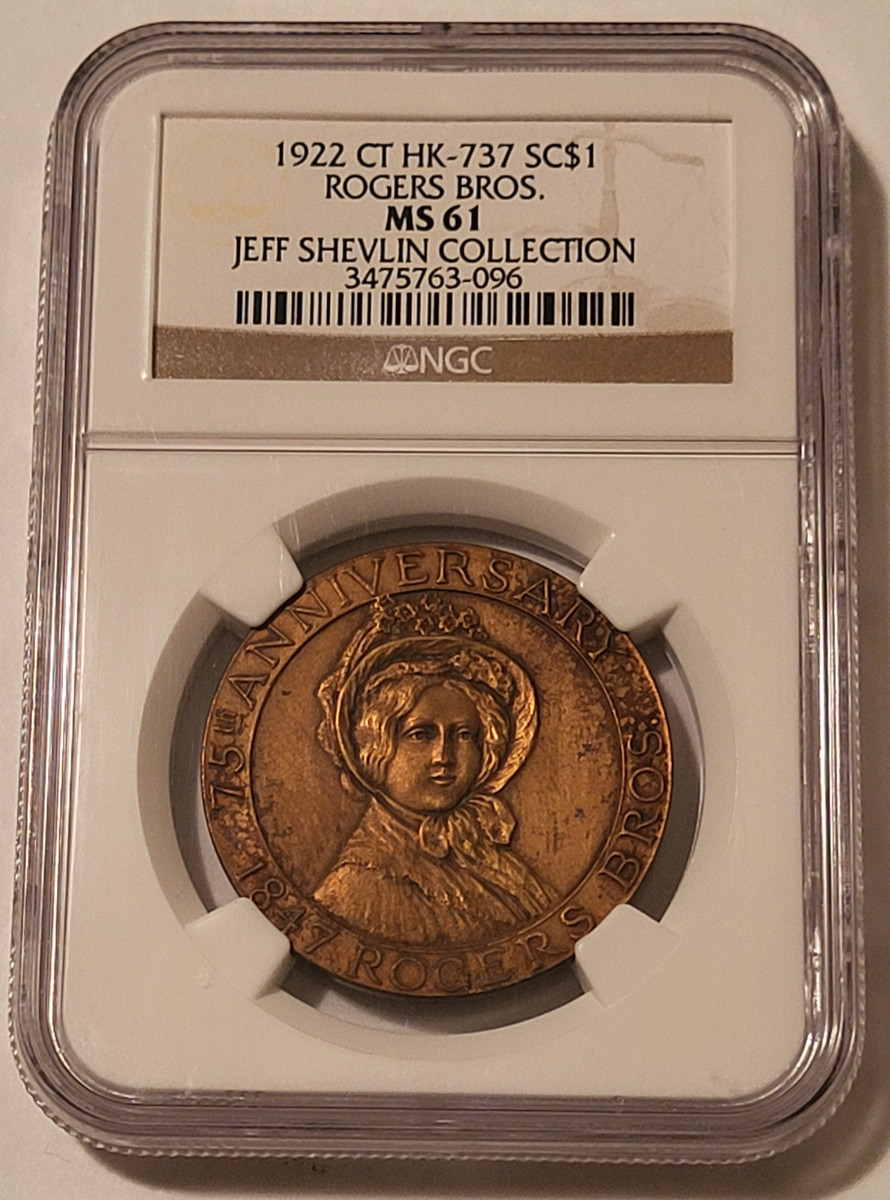 1922 CT HK-737 SC$1
ROGERS BROS.
MS 61
JEFF SHEVLIN COLLECTION
3475763-096
NGC
75TH ANNIVERSARY
1847 ROGERS BROS.